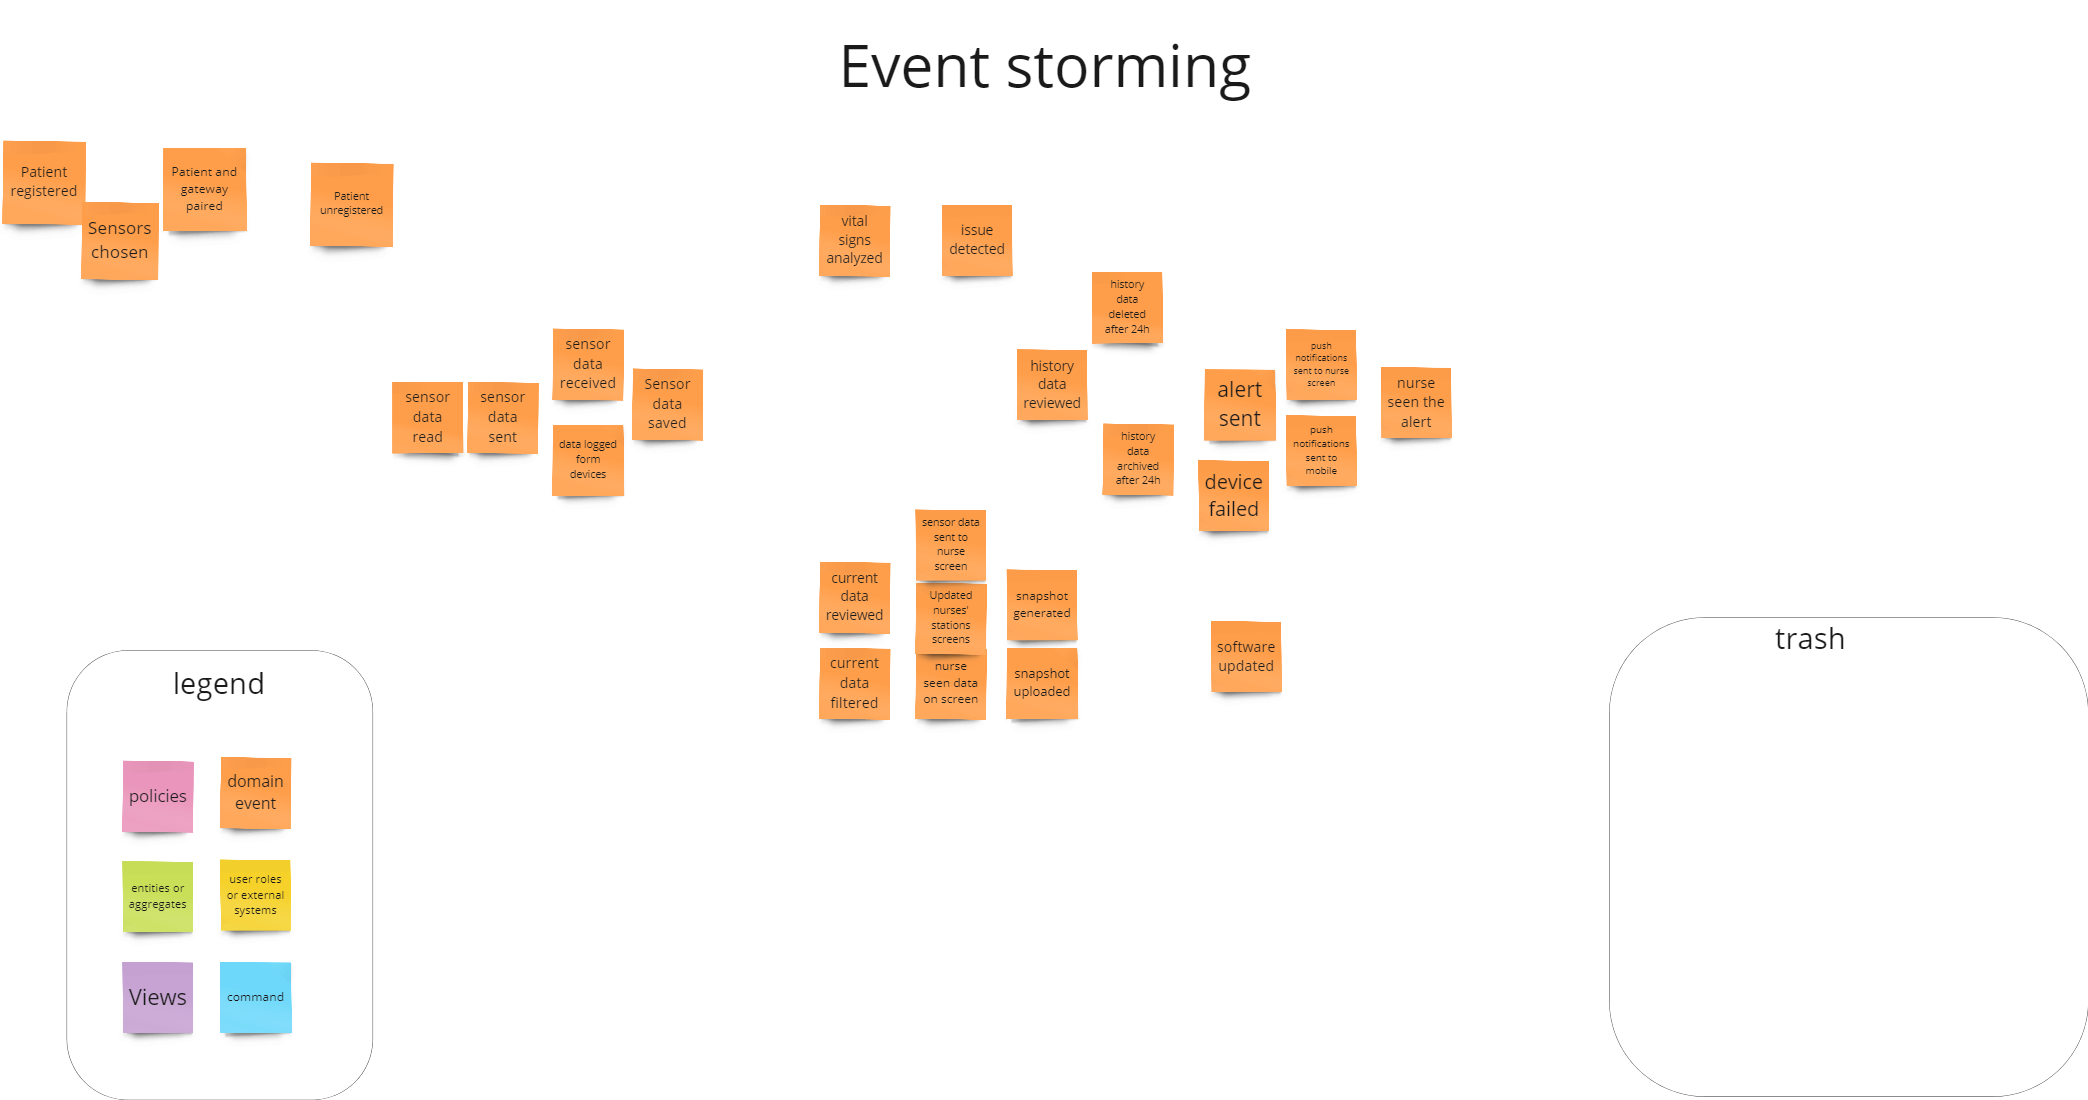 Event storming
Patient
registered
Sensors
chosen
Patient and
gateway
paired
Patient
unregistered
sensor
data
read
sensor
data
sent
sensor
data
received
data logged
form
devices
Sensor
data
saved
vital
signs
analyzed
issue
detected
history
data
deleted
after 24h
history
data
reviewed
history
data
archived
after 24h
alert
sent
device
failed
push
notifications
sent to nurse
screen
push
notifications
sent to
mobile
nurse
seen the
alert
current
data
reviewed
current
data
filtered
sensor data
sent to
nurse
screen
Updated
nurses'
stations
screens
nurse
seen data
on screen
snapshot
generated
snapshot
uploaded
software
updated
legend
policies
domain
event
entities or
aggregates
user roles
or external
systems
Views
command
trash